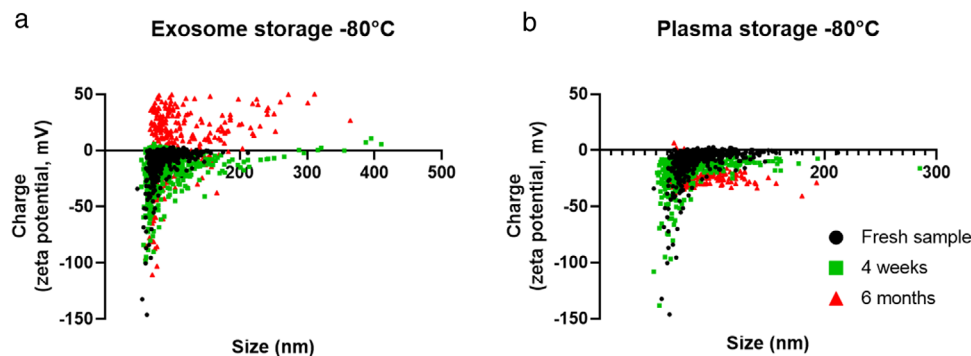 a
Exosome storage -80°C
50
0
-50
-100
-150
100
200
300
400
500
Charge
(zeta potential, mV)
Size (nm)
b
Plasma storage -80°C
50
0
-50
-100
-150
100
200
300
Charge
(zeta potential, mv)
Size (nm)
Fresh sample
4 weeks
6 months